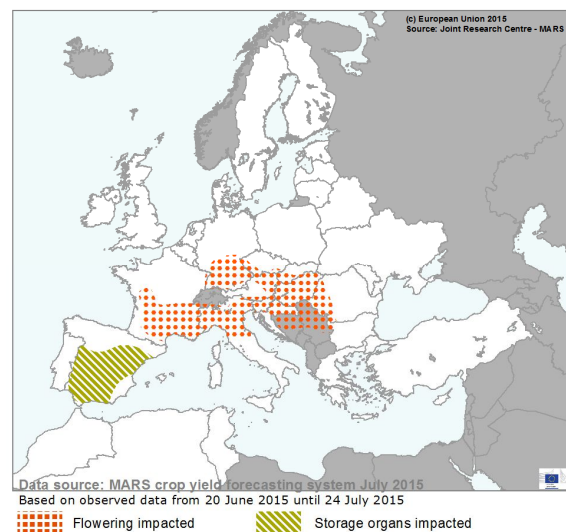 (c) European Union 2015
Source: Joint Research Centre - MARS
Data source: MARS crop yield forecasting system July 2015
Based on observed data from 20 June 2015 until 24 July 2015
Flowering impacted
Storage organs impacted